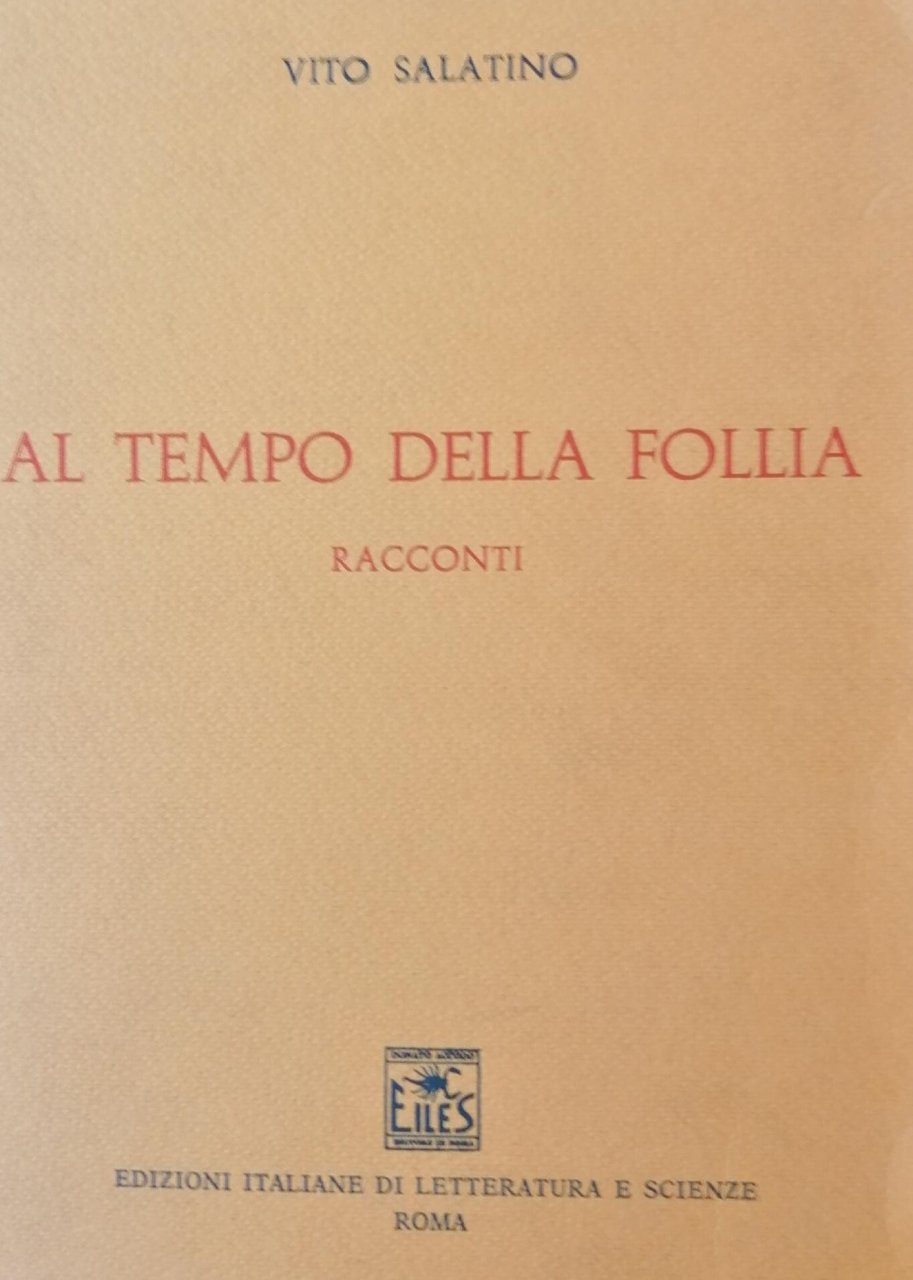 VITO SALATINO
AL TEMPO DELLA FOLLIA
RACCONTI
EILES
EDIZIONI ITALIANE DI LETTERATURA E SCIENZE
ROMA